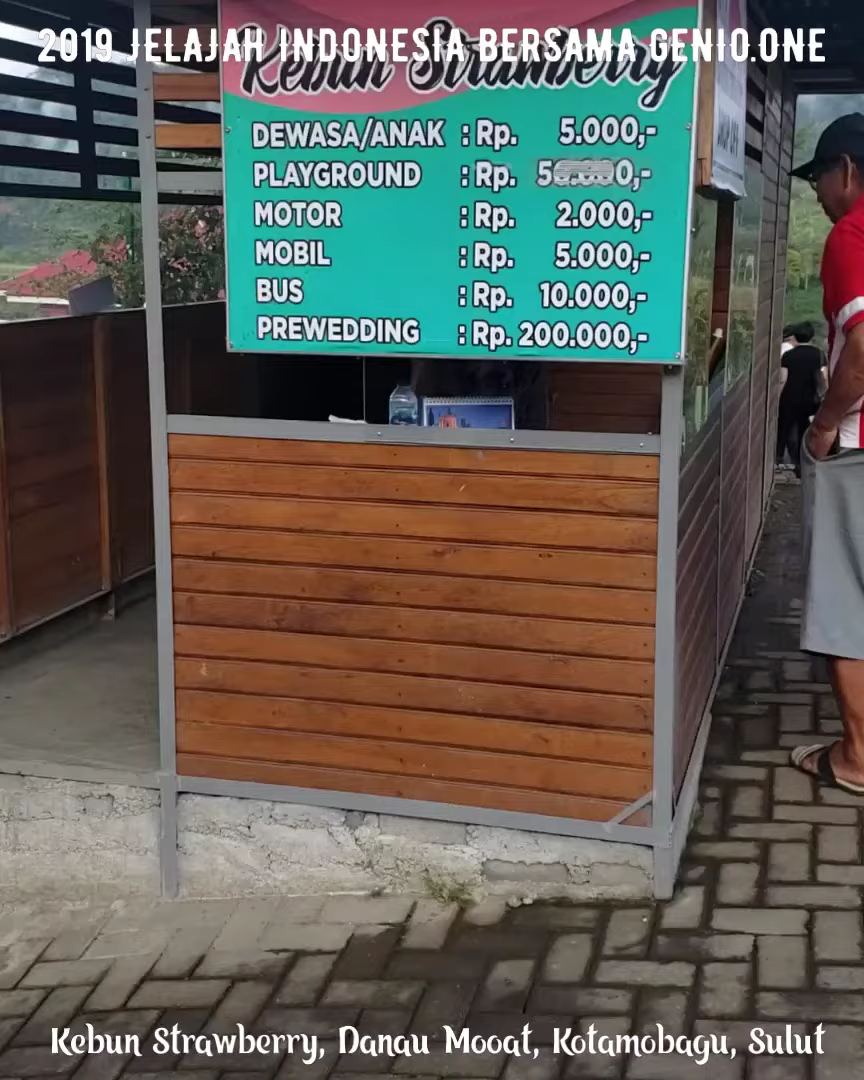 2019 JELAJAH INDONESIA BERSAMA GENIO.ONE
Kebun Strawberry
DEWASA/ANAK : Rp. 5.000,-
PLAYGROUND : Rp.
MOTOR : Rp. 2.000,-
MOBIL : Rp. 5.000,-
BUS : Rp. 10.000,-
PREWEDDING : Rp. 200.000,-
Kebun Strawberry, Danau Mooat, Kotamobagu, Sulut